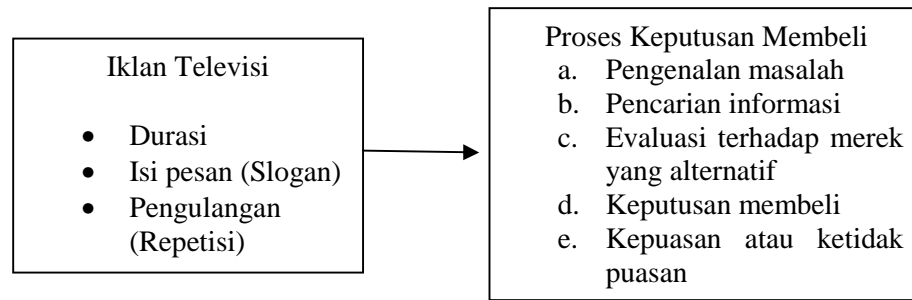 Iklan Televisi
• Durasi
• Isi pesan (Slogan)
• Pengulangan
(Repetisi)
Proses Keputusan Membeli
a. Pengenalan masalah
b. Pencarian informasi
c. Evaluasi terhadap merek
yang alternatif
d. Keputusan membeli
e. Kepuasan atau ketidak
puasan